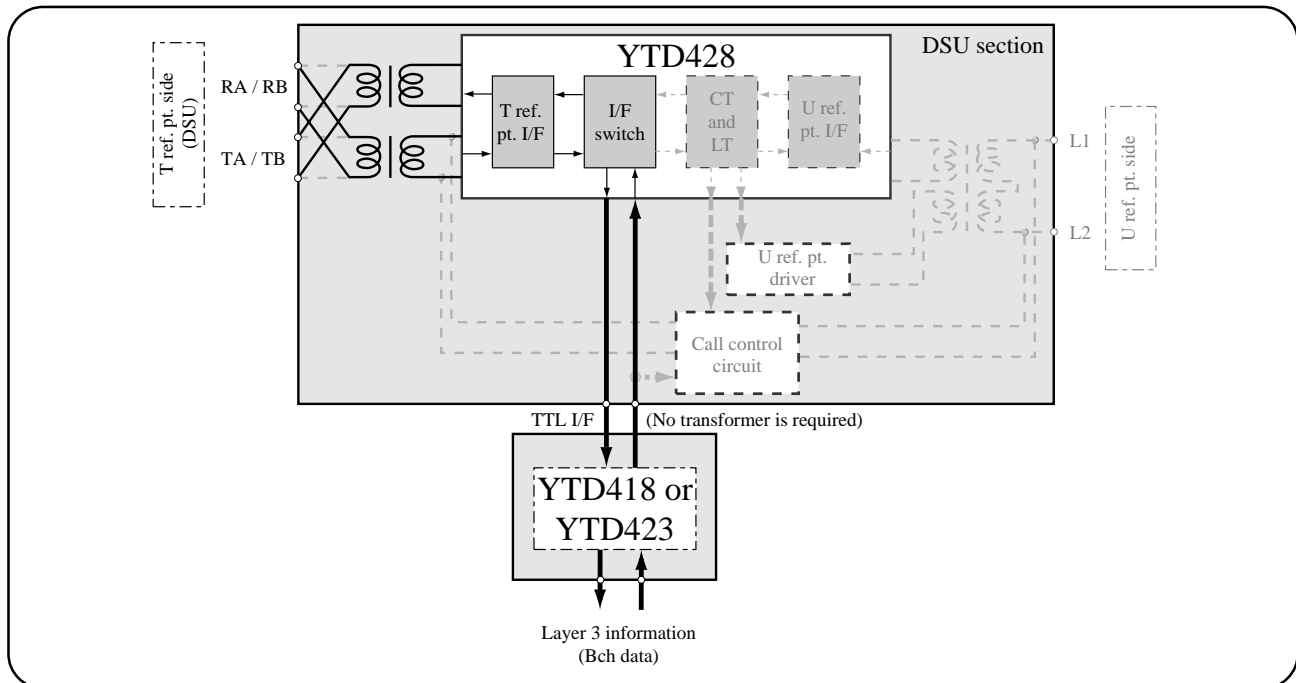 DSU section
YTD428
T ref. pt. side
(DSU)
RA / RB
TA / TB
T ref.
pt. I/F
I/F
switch
CT
and
LT
U ref.
pt. I/F
L1
L2
U ref. pt. side
U ref. pt.
driver
Call control
circuit
TTL I/F
(No transformer is required)
YTD418 or
YTD423
Layer 3 information
(Bch data)